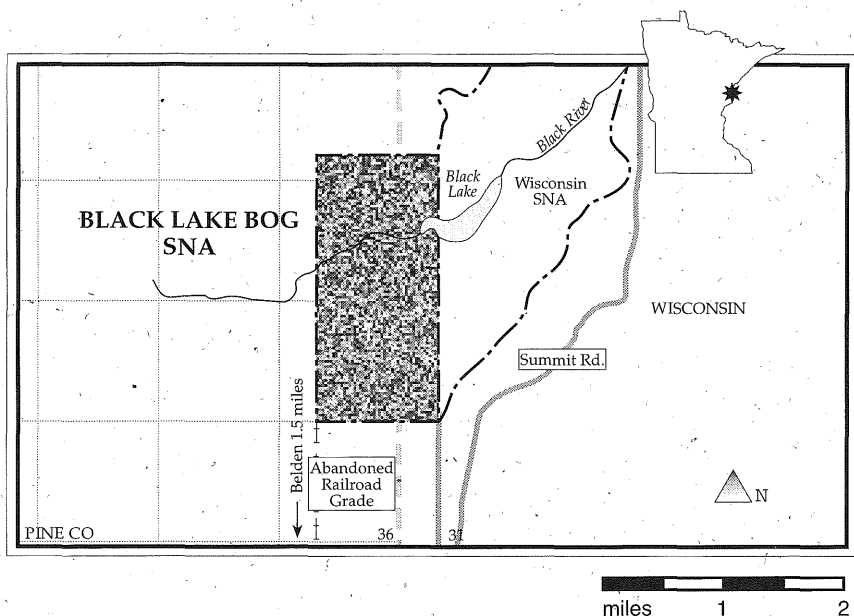 Black River
Black
Lake
Wisconsin
SNA
BLACK LAKE BOG
SNA
WISCONSIN
Summit Rd.
Belden 1.5 miles
Abandoned
Railroad
Grade
N
PINE CO
36
31
miles 1 2